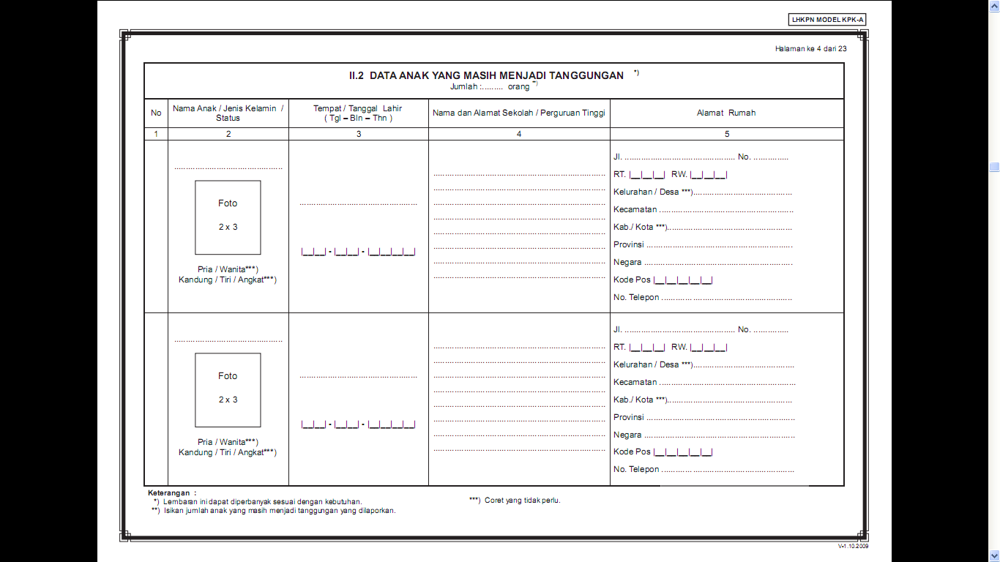 LHKPN MODEL KPK-A
Halaman ke 4 dari 23
II.2 DATA ANAK YANG MASIH MENJADI TANGGUNGAN *)
Jumlah :........ orang **)
No
Nama Anak / Jenis Kelamin /
Status
Tempat / Tanggal Lahir
( Tgl – Bln – Thn )
Nama dan Alamat Sekolah / Perguruan Tinggi
Alamat Rumah
1 2 3 4 5
Foto
2 x 3
Pria / Wanita***)
Kandung / Tiri / Angkat***)
|__|__| - |__|__| - |__|__|__|__|
Jl. ............................................... No. ...............
RT. |__|__|__| RW. |__|__|__|
Kelurahan / Desa ***)..........................................
Kecamatan .........................................................
Kab./ Kota ***).....................................................
Provinsi ..............................................................
Negara ...............................................................
Kode Pos |__|__|__|__|__|
No. Telepon .......................................................
Foto
2 x 3
Pria / Wanita***)
Kandung / Tiri / Angkat***)
|__|__| - |__|__| - |__|__|__|__|
Jl. ............................................... No. ...............
RT. |__|__|__| RW. |__|__|__|
Kelurahan / Desa ***)...........................................
Kecamatan ..........................................................
Kab./ Kota ***).....................................................
Provinsi ...............................................................
Negara ................................................................
Kode Pos |__|__|__|__|__|
No. Telepon ........................................................
Keterangan :
*) Lembaran ini dapat diperbanyak sesuai dengan kebutuhan.
**) Isikan jumlah anak yang masih menjadi tanggungan yang dilaporkan.
***) Coret yang tidak perlu.
V-1.10.2009